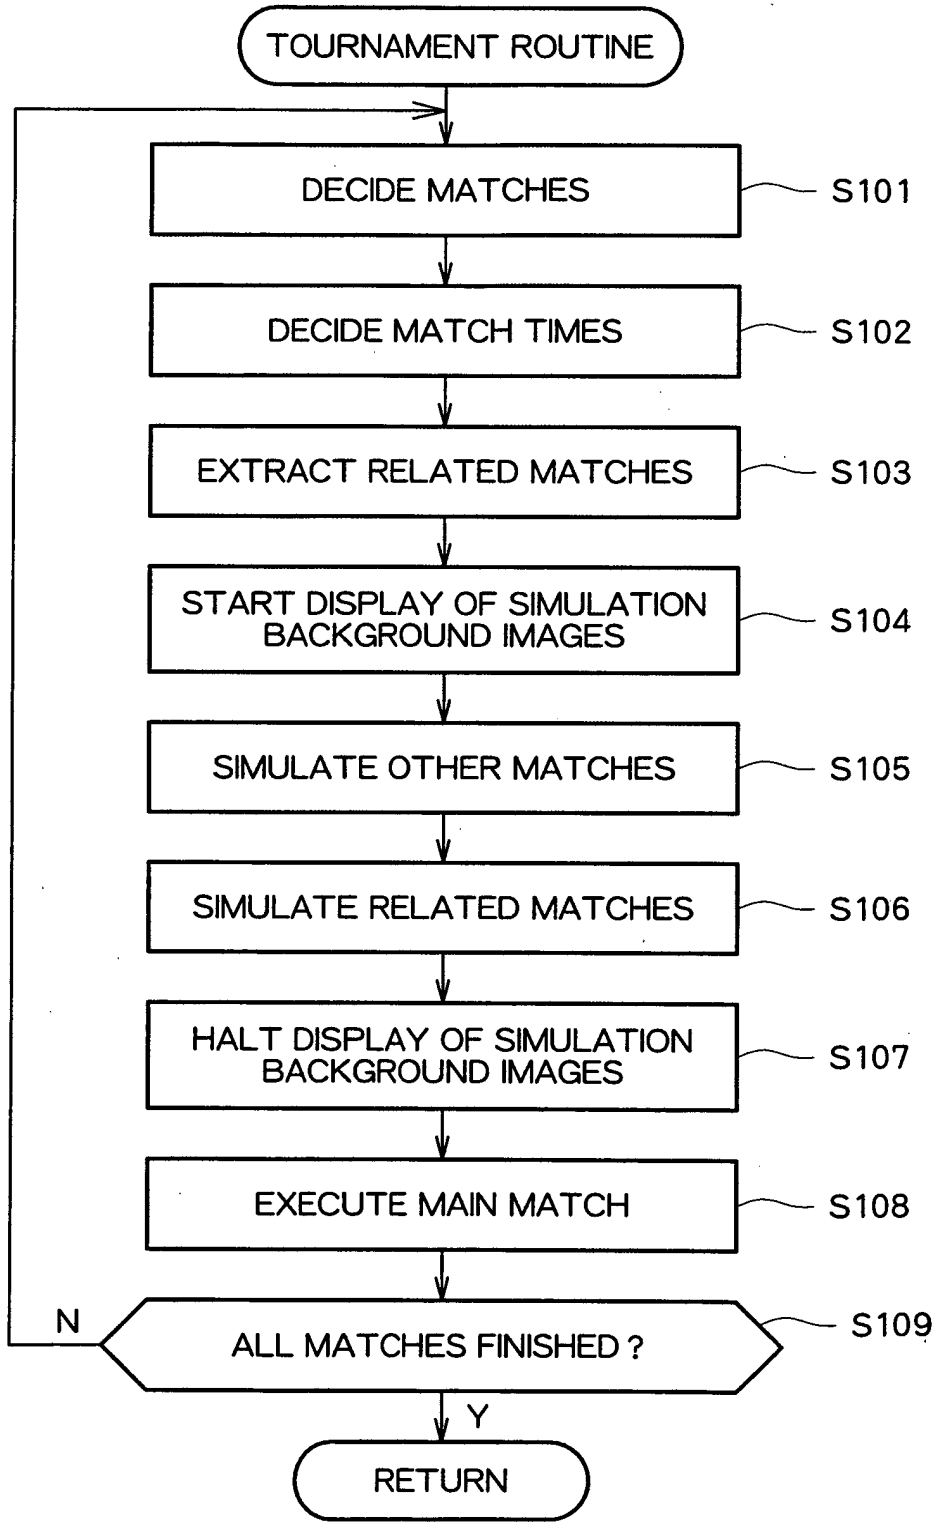 TOURNAMENT ROUTINE
DECIDE MATCHES
S101
DECIDE MATCH TIMES
S102
EXTRACT RELATED MATCHES
S103
START DISPLAY OF SIMULATION
BACKGROUND IMAGES
S104
SIMULATE OTHER MATCHES
S105
SIMULATE RELATED MATCHES
S106
HALT DISPLAY OF SIMULATION
BACKGROUND IMAGES
S107
EXECUTE MAIN MATCH
S108
N
ALL MATCHES FINISHED ?
S109
Y
RETURN